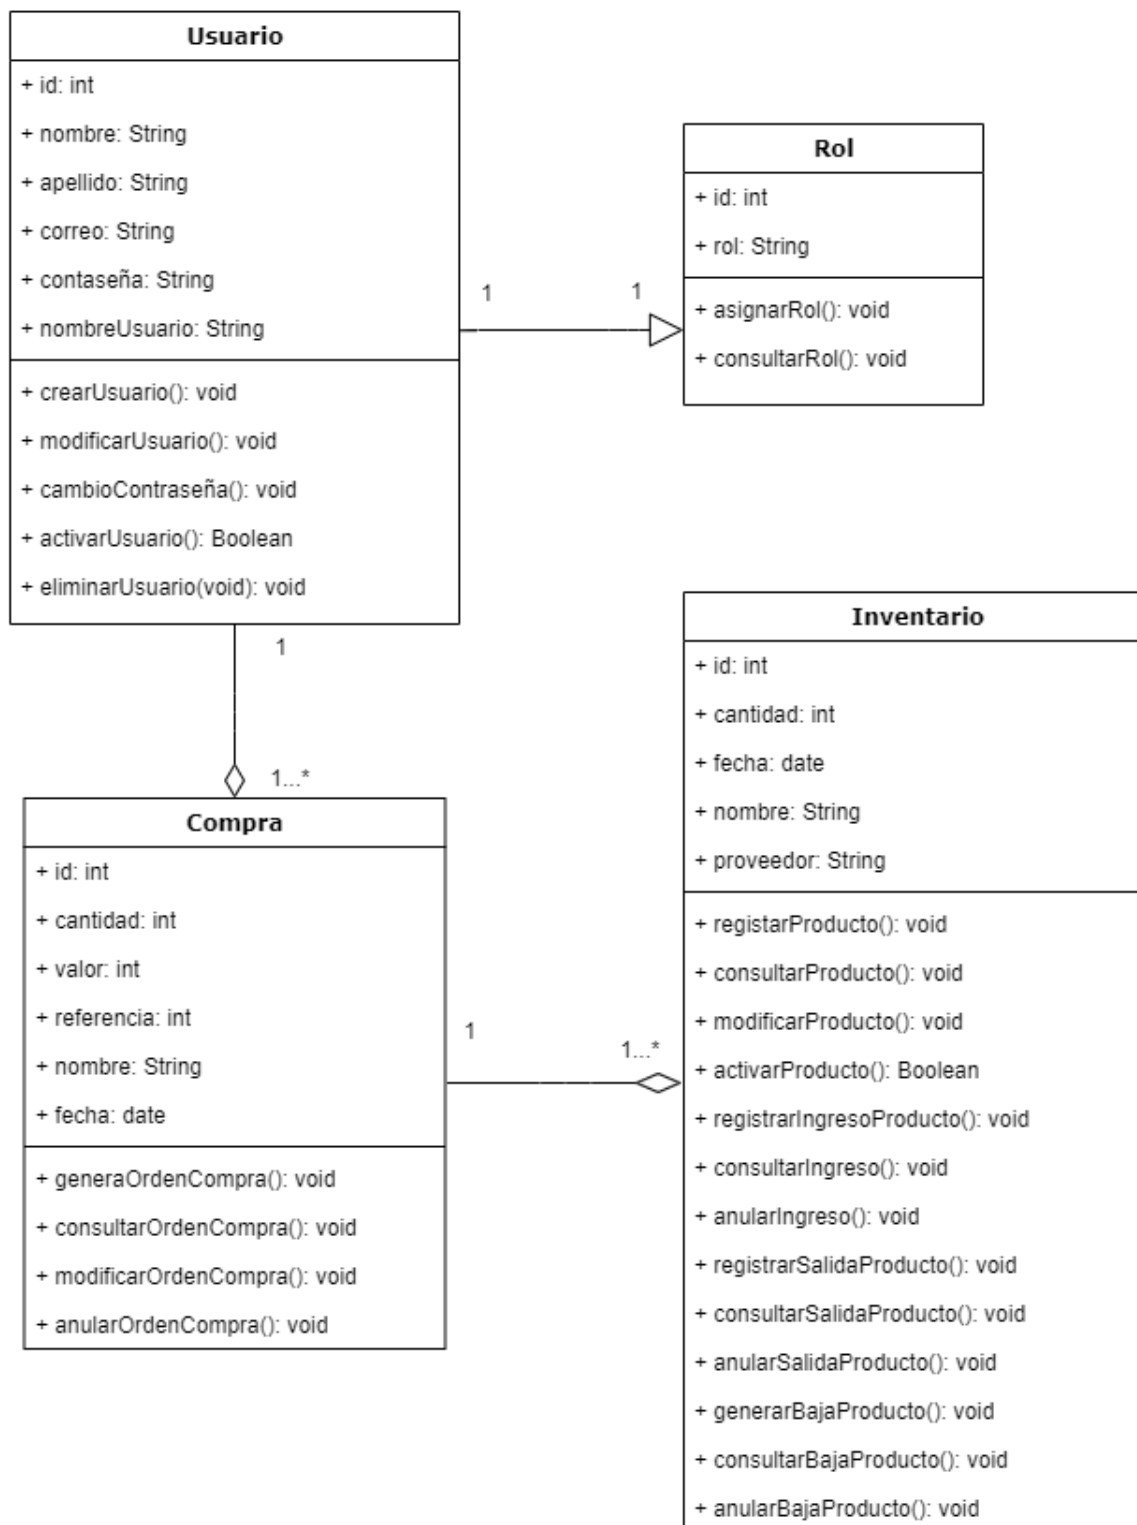 Usuario
+ id: int
+ nombre: String
+ apellido: String
+ correo: String
+ contaseña: String
+ nombreUsuario: String
+ crearUsuario(): void
+ modificarUsuario(): void
+ cambioContraseña(): void
+ activarUsuario(): Boolean
+ eliminarUsuario(void): void
1
1
Rol
+ id: int
+ rol: String
+ asignarRol(): void
+ consultarRol(): void
1
1...*
Compra
+ id: int
+ cantidad: int
+ valor: int
+ referencia: int
+ nombre: String
+ fecha: date
+ generaOrdenCompra(): void
+ consultarOrdenCompra(): void
+ modificarOrdenCompra(): void
+ anularOrdenCompra(): void
1
1...*
Inventario
+ id: int
+ cantidad: int
+ fecha: date
+ nombre: String
+ proveedor: String
+ registarProducto(): void
+ consultarProducto(): void
+ modificarProducto(): void
+ activarProducto(): Boolean
+ registrarIngresoProducto(): void
+ consultarIngreso(): void
+ anularIngreso(): void
+ registrarSalidaProducto(): void
+ consultarSalidaProducto(): void
+ anularSalidaProducto(): void
+ generarBajaProducto(): void
+ consultarBajaProducto(): void
+ anularBajaProducto(): void